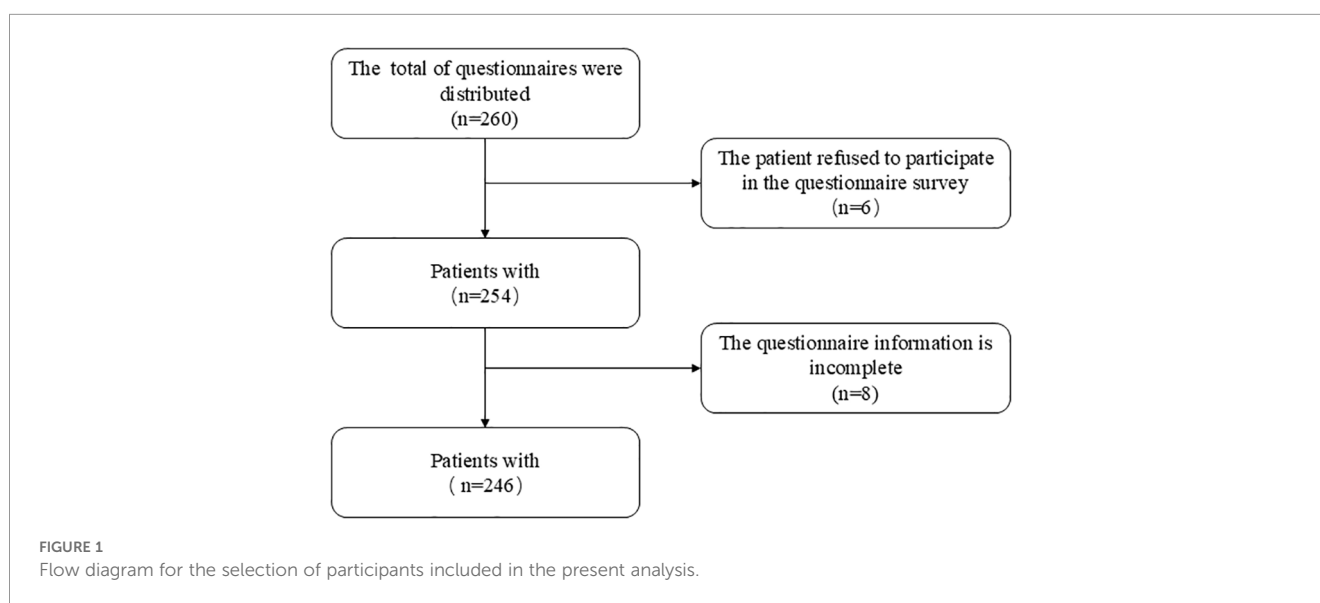 The total of questionnaires were
distributed
(n=260)
The patient refused to participate
in the questionnaire survey
(n=6)
Patients with
(n=254)
The questionnaire information is
incomplete
(n=8)
Patients with
( n=246)
FIGURE 1
Flow diagram for the selection of participants included in the present analysis.